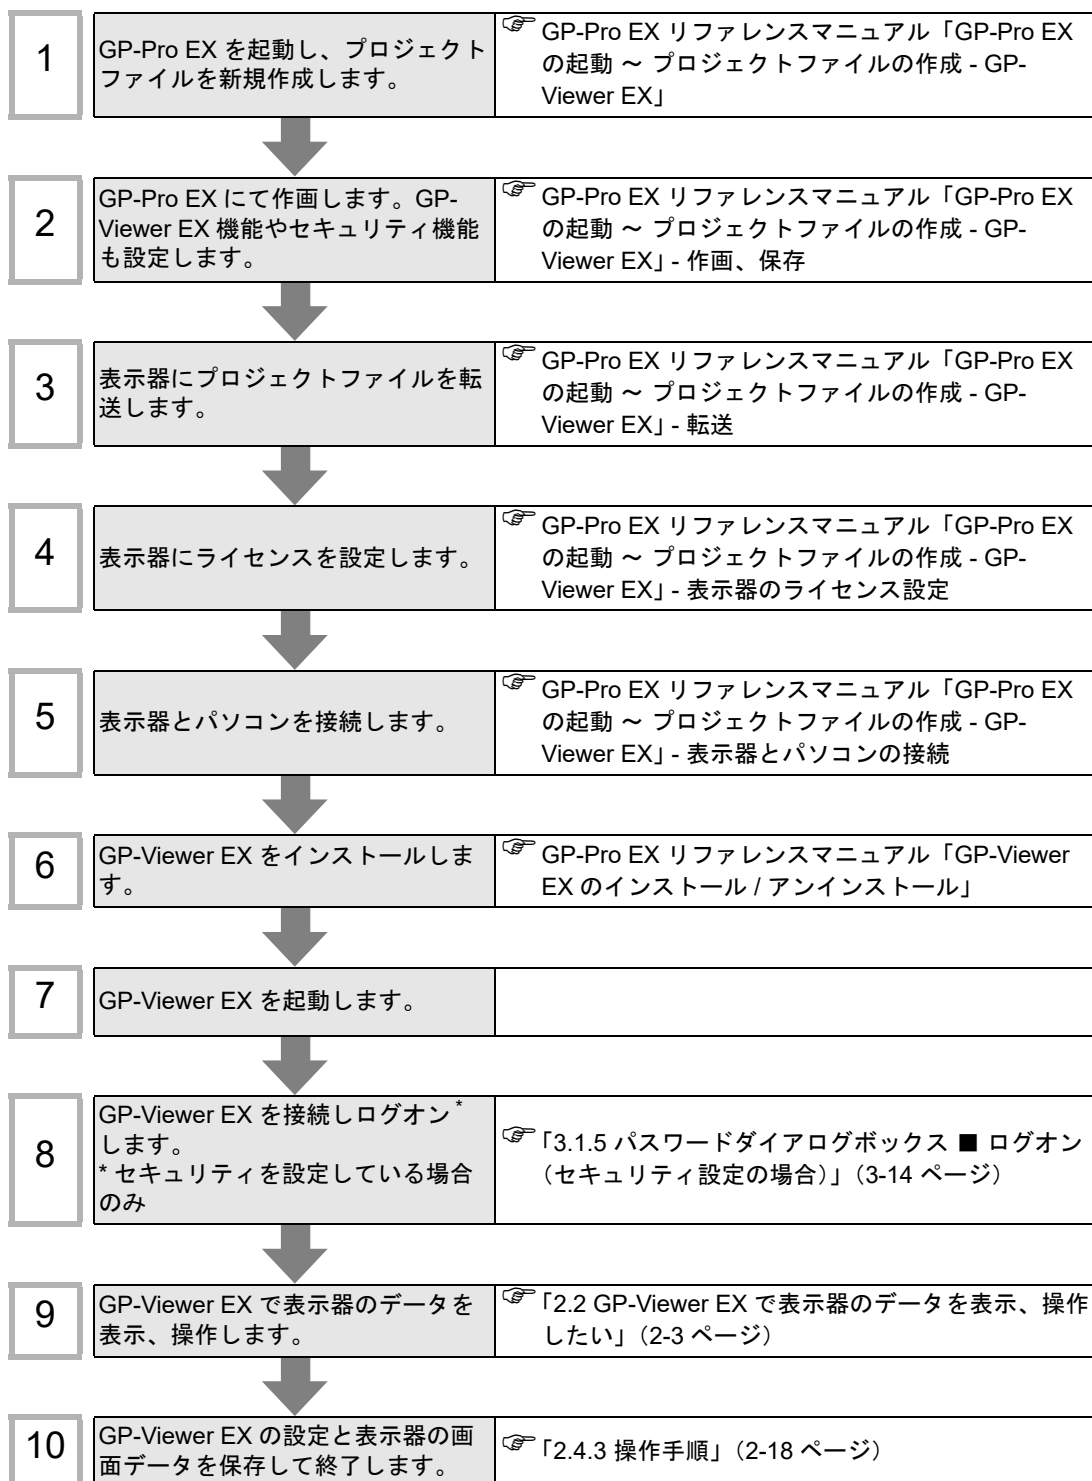 1
GP-Pro EX を起動し、プロジェクト
ファイルを新規作成します。
GP-Pro EX リファレンスマニュアル「GP-Pro EX
の起動 ～ プロジェクトファイルの作成 - GP-
Viewer EX」
2
GP-Pro EX にて作画します。GP-
Viewer EX 機能やセキュリティ機能
も設定します。
GP-Pro EX リファレンスマニュアル「GP-Pro EX
の起動 ～ プロジェクトファイルの作成 - GP-
Viewer EX」- 作画、保存
3
表示器にプロジェクトファイルを転
送します。
GP-Pro EX リファレンスマニュアル「GP-Pro EX
の起動 ～ プロジェクトファイルの作成 - GP-
Viewer EX」- 転送
4
表示器にライセンスを設定します。
GP-Pro EX リファレンスマニュアル「GP-Pro EX
の起動 ～ プロジェクトファイルの作成 - GP-
Viewer EX」- 表示器のライセンス設定
5
表示器とパソコンを接続します。
GP-Pro EX リファレンスマニュアル「GP-Pro EX
の起動 ～ プロジェクトファイルの作成 - GP-
Viewer EX」- 表示器とパソコンの接続
6
GP-Viewer EX をインストールしま
す。
GP-Pro EX リファレンスマニュアル「GP-Viewer
EX のインストール / アンインストール」
7
GP-Viewer EX を起動します。
8
GP-Viewer EX を接続しログオン*
します。
* セキュリティを設定している場合
のみ
「3.1.5 パスワードダイアログボックス ■ ログオン
（セキュリティ設定の場合）」（3-14 ページ）
9
GP-Viewer EX で表示器のデータを
表示、操作します。
「2.2 GP-Viewer EX で表示器のデータを表示、操作
したい」（2-3 ページ）
10
GP-Viewer EX の設定と表示器の画
面データを保存して終了します。
「2.4.3 操作手順」（2-18 ページ）